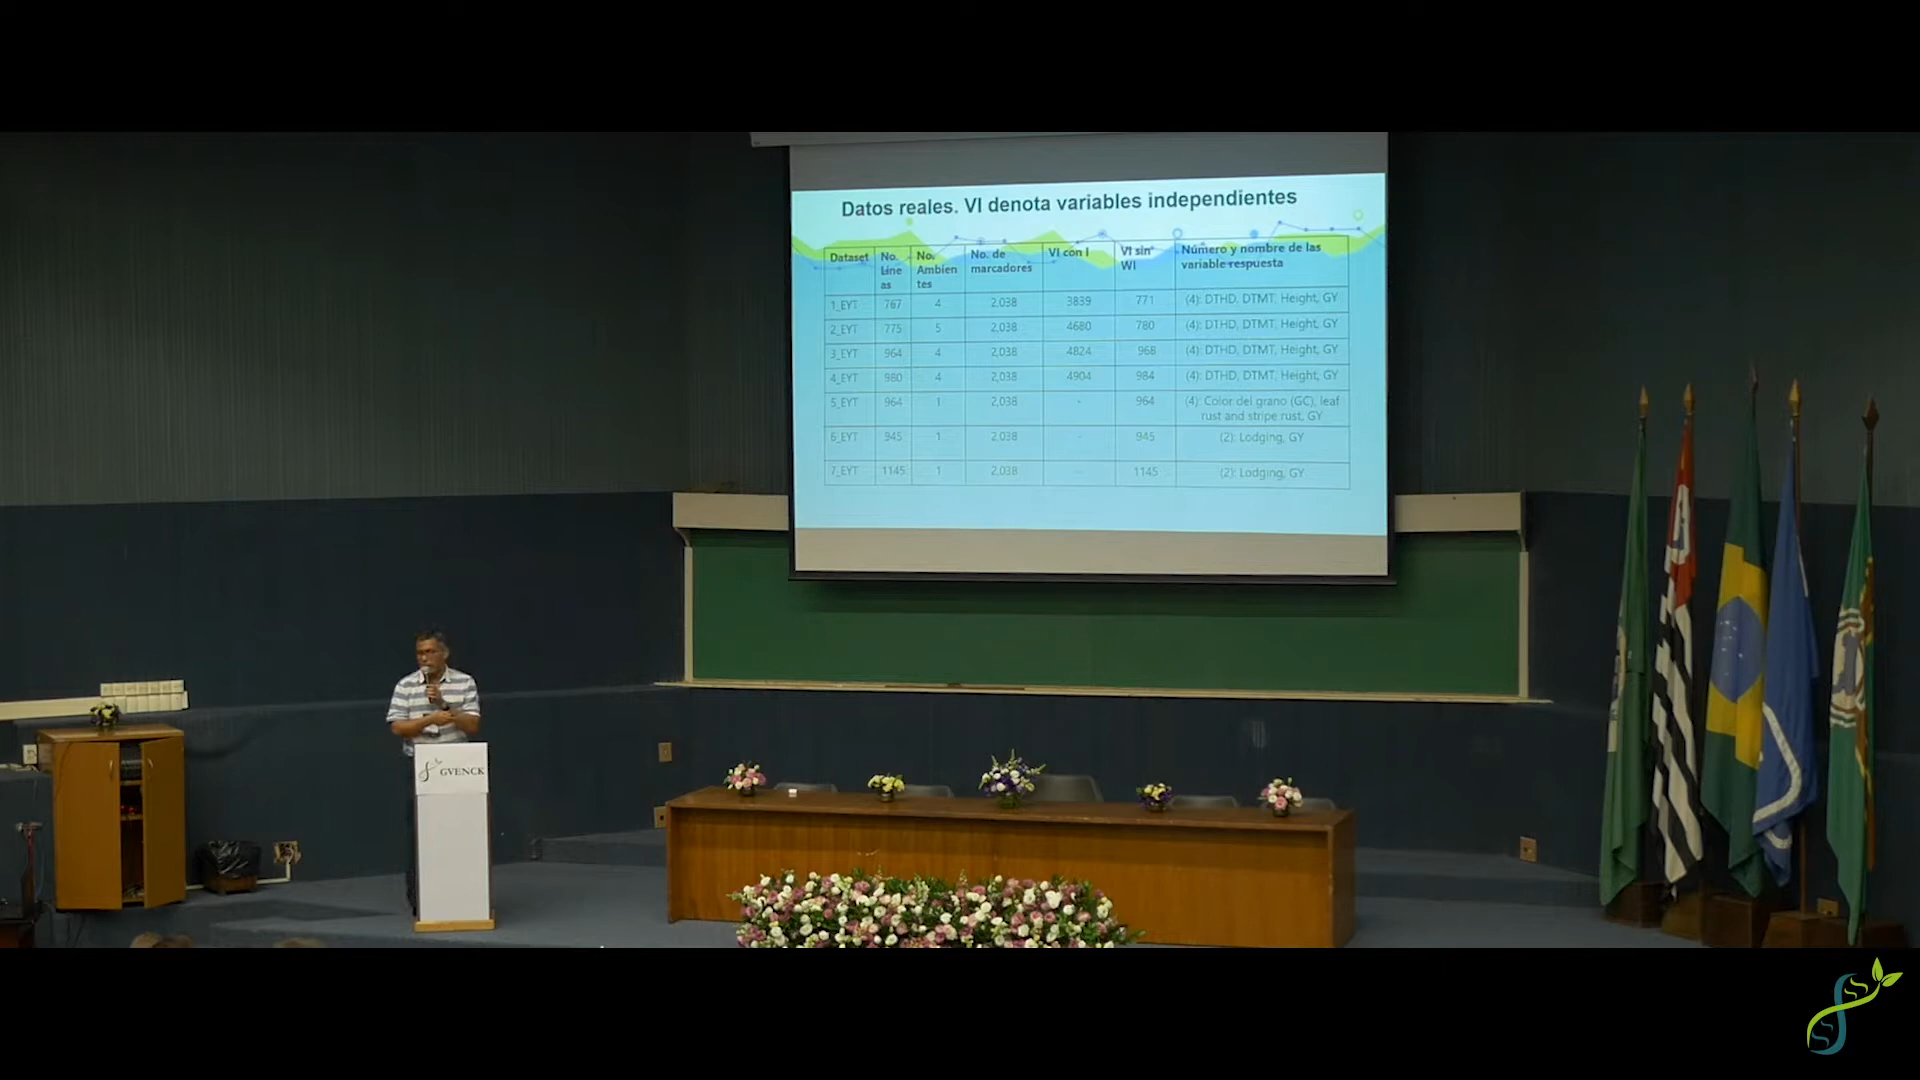 Datos reales. VI denota variables independientes
Dataset No. Líneas No. Ambientes No. de marcadores VI con I VI sin WI Número y nombre de las variable respuesta
1_EYT 767 4 2,038 3839 771 (4): DTHD, DTMT, Height, GY
2_EYT 775 5 2,038 4680 780 (4): DTHD, DTMT, Height, GY
3_EYT 964 4 2,038 4824 968 (4): DTHD, DTMT, Height, GY
4_EYT 980 4 2,038 4904 984 (4): DTHD, DTMT, Height, GY
5_EYT 964 1 2,038 - 964 (4): Color del grano (GC), leaf rust and stripe rust, GY
6_EYT 945 1 2,038 - 945 (2): Lodging, GY
7_EYT 1145 1 2,038 - 1145 (2): Lodging, GY
GVENCK